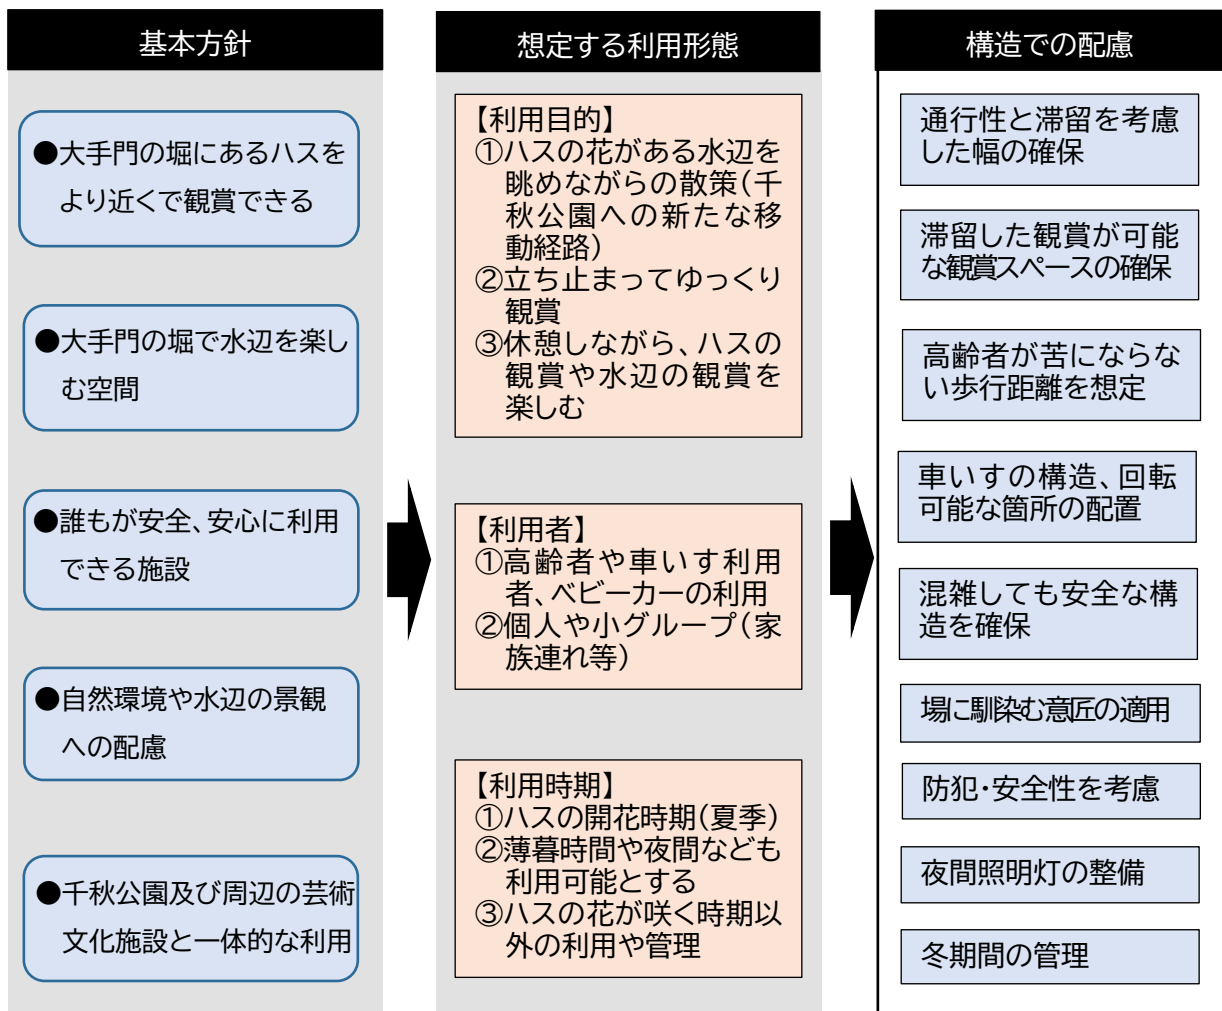 基本方針
●大手門の堀にあるハスを
より近くで観賞できる
●大手門の堀で水辺を楽し
む空間
●誰もが安全、安心に利用
できる施設
●自然環境や水辺の景観
への配慮
●千秋公園及び周辺の芸術
文化施設と一体的な利用
想定する利用形態
【利用目的】
①ハスの花がある水辺を
眺めながらの散策(千
秋公園への新たな移
動経路)
②立ち止まってゆっくり
観賞
③休憩しながら、ハスの
観賞や水辺の観賞を
楽しむ
【利用者】
①高齢者や車いす利用
者、ベビーカーの利用
②個人や小グループ(家
族連れ等)
【利用時期】
①ハスの開花時期(夏季)
②薄暮時間や夜間なども
利用可能とする
③ハスの花が咲く時期以
外の利用や管理
構造での配慮
通行性と滞留を考慮
した幅の確保
滞留した観賞が可能
な観賞スペースの確保
高齢者が苦にならな
い歩行距離を想定
車いすの構造、回転
可能な箇所の配置
混雑しても安全な構
造を確保
場に馴染む意匠の適用
防犯・安全性を考慮
夜間照明灯の整備
冬期間の管理